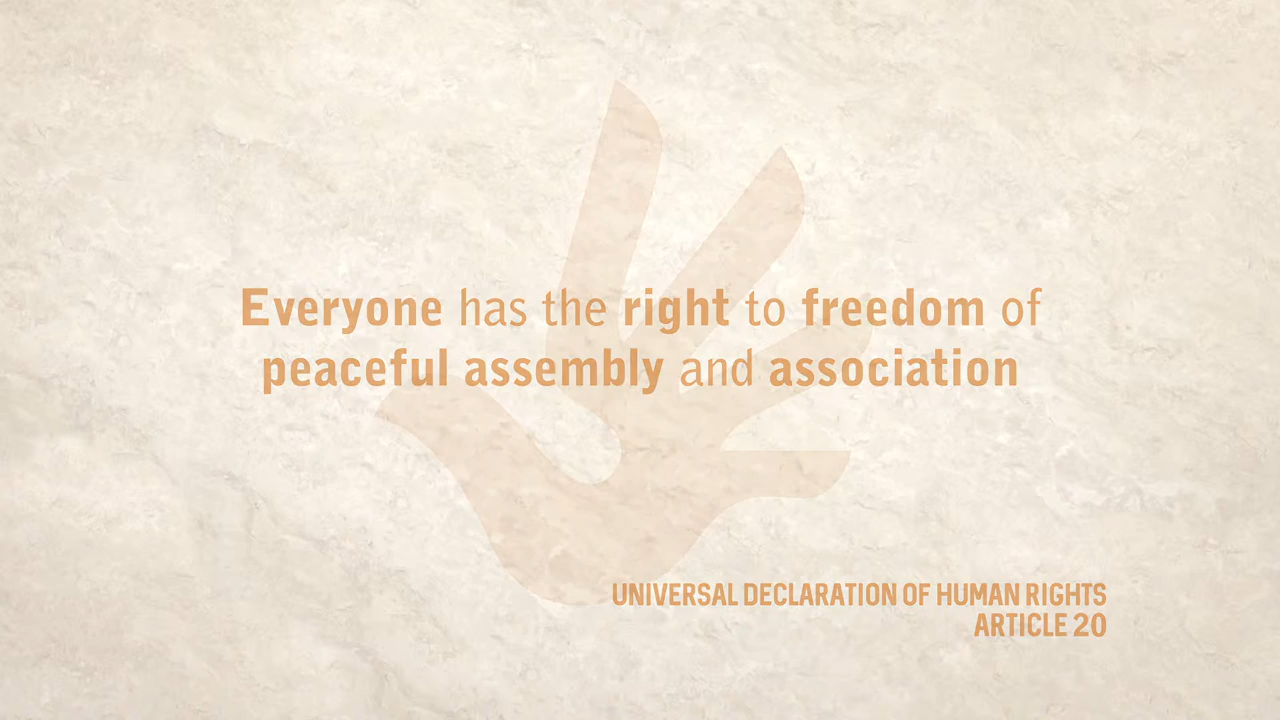 Everyone has the right to freedom of
peaceful assembly and association
UNIVERSAL DECLARATION OF HUMAN RIGHTS
ARTICLE 20